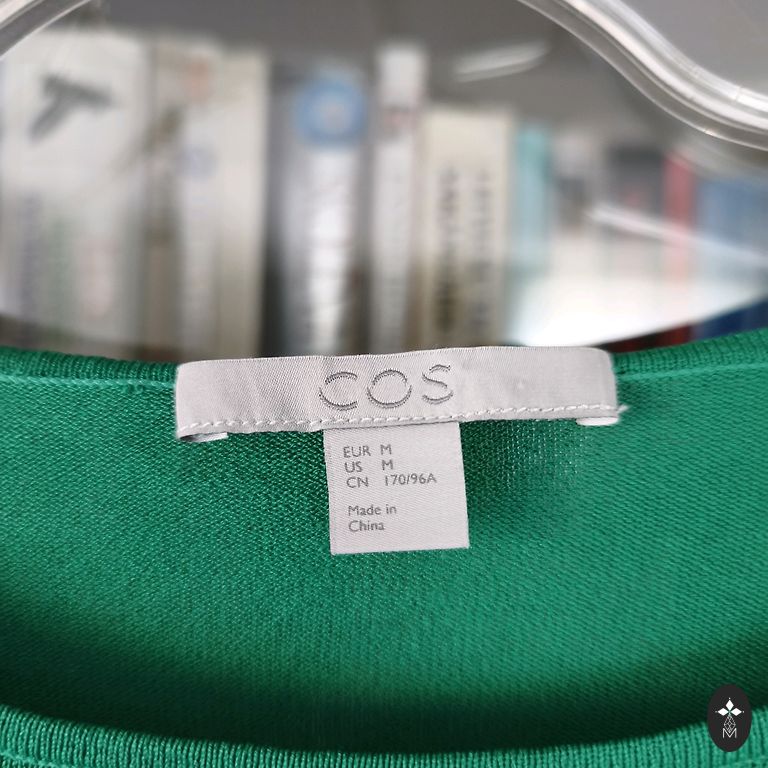 COS
EUR M
US M
CN 170/96A
Made in
China
M